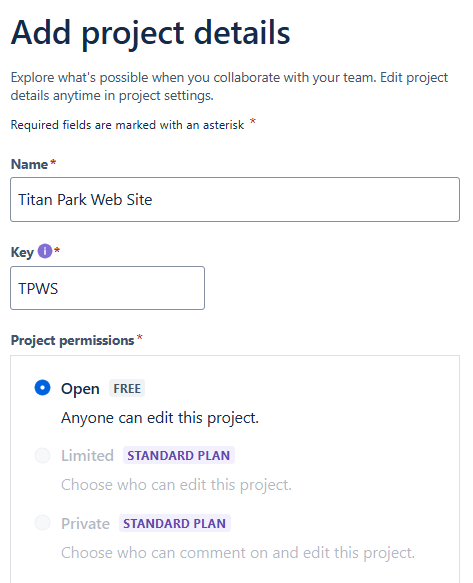 Add project details
Explore what's possible when you collaborate with your team. Edit project
details anytime in project settings.
Required fields are marked with an asterisk *
Name*
Titan Park Web Site
Key i *
TPWS
Project permissions*
Open FREE
Anyone can edit this project.
Limited STANDARD PLAN
Choose who can edit this project.
Private STANDARD PLAN
Choose who can comment on and edit this project.